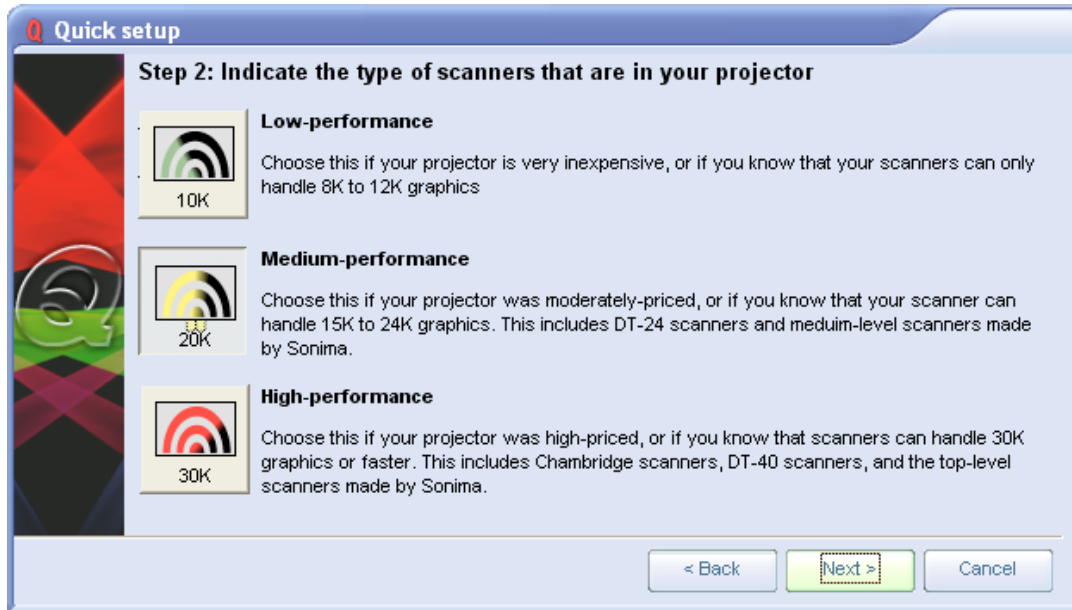 Q Quick setup
Step 2: Indicate the type of scanners that are in your projector
Low-performance
Choose this if your projector is very inexpensive, or if you know that your scanners can only
handle 8K to 12K graphics
10K
Medium-performance
Choose this if your projector was moderately-priced, or if you know that your scanner can
handle 15K to 24K graphics. This includes DT-24 scanners and meduim-level scanners made
by Sonima.
20K
High-performance
Choose this if your projector was high-priced, or if you know that scanners can handle 30K
graphics or faster. This includes Chambridge scanners, DT-40 scanners, and the top-level
scanners made by Sonima.
30K
Q
< Back
Next >
Cancel